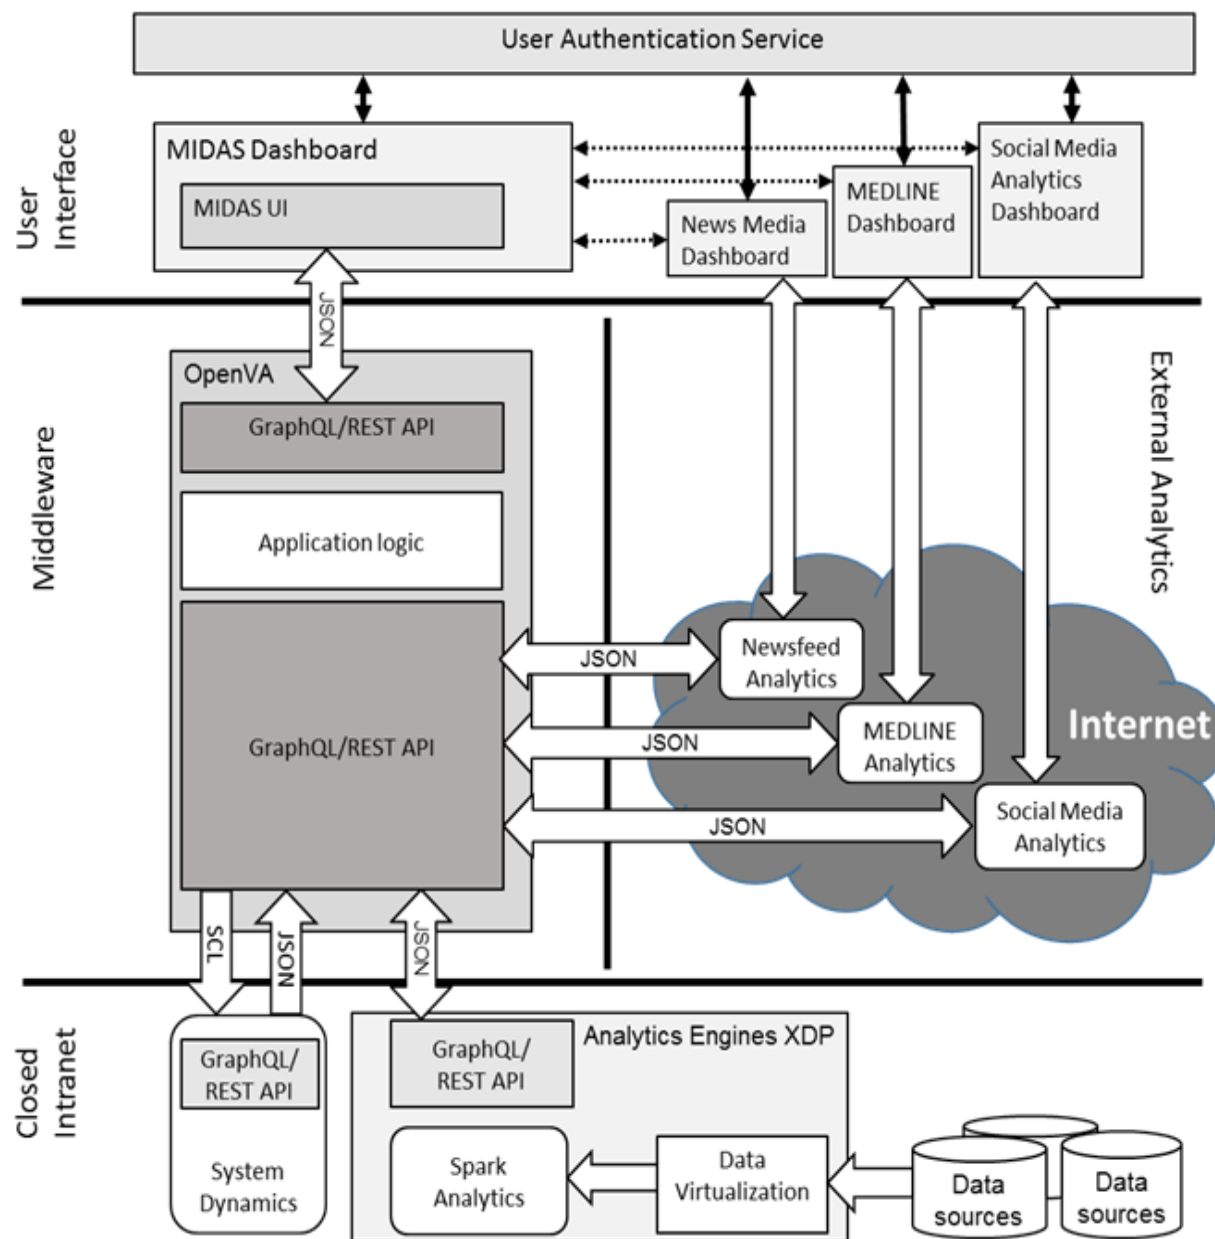 User Authentication Service
User
Interface
MIDAS Dashboard
MIDAS UI
News Media
Dashboard
MEDLINE
Dashboard
Social Media
Analytics
Dashboard
JSON
Middleware
OpenVA
GraphQL/REST API
Application logic
GraphQL/REST API
External Analytics
JSON
JSON
JSON
Newsfeed
Analytics
MEDLINE
Analytics
Social Media
Analytics
Internet
SCL
JSON
JSON
Closed
Intranet
GraphQL/
REST API
System
Dynamics
GraphQL/
REST API
Analytics Engines XDP
Spark
Analytics
Data
Virtualization
Data
sources
Data
sources